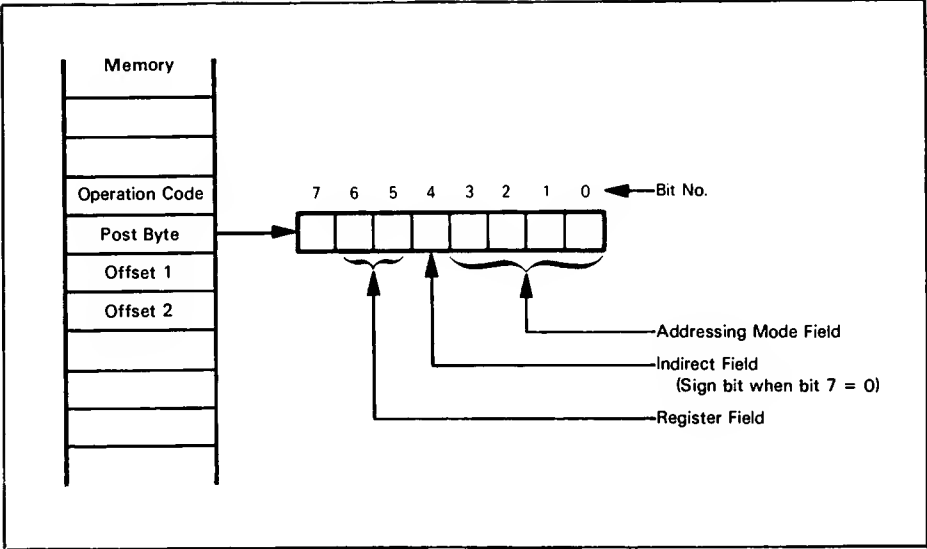 Memory
Operation Code
Post Byte
Offset 1
Offset 2
7 6 5 4 3 2 1 0 Bit No.
Addressing Mode Field
Indirect Field
(Sign bit when bit 7 = 0)
Register Field